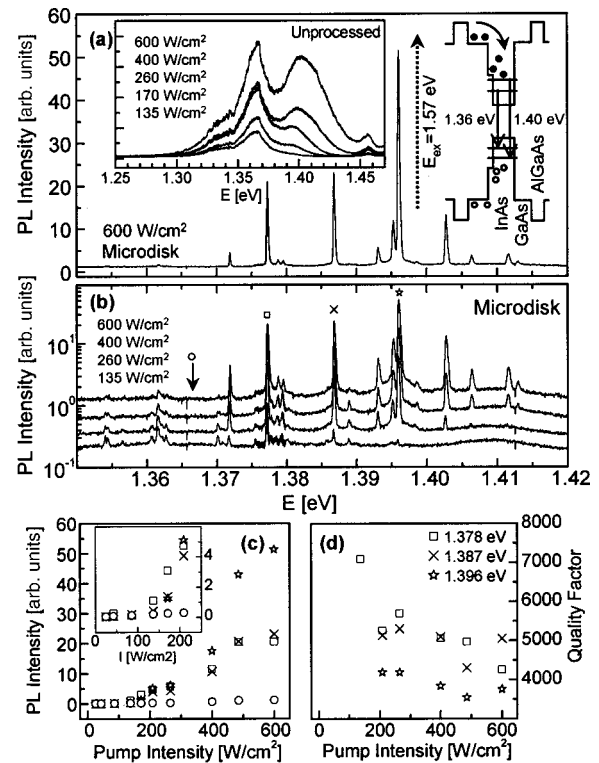 (a)
Unprocessed
600 W/cm²
400 W/cm²
260 W/cm²
170 W/cm²
135 W/cm²
1.25 1.30 1.35 1.40 1.45
E [eV]
PL Intensity [arb. units]
60
50
40
30
20
10
0
600 W/cm²
Microdisk
E_ex=1.57 eV
1.36 eV
1.40 eV
InAs
GaAs
AlGaAs
(b)
Microdisk
600 W/cm²
400 W/cm²
260 W/cm²
135 W/cm²
PL Intensity [arb. units]
10¹
10⁰
10⁻¹
1.36 1.37 1.38 1.39 1.40 1.41 1.42
E [eV]
(c)
PL Intensity [arb. units]
60
50
40
30
20
10
0
4
2
0
0 100 200
I [W/cm2]
0 200 400 600
Pump Intensity [W/cm²]
(d)
1.378 eV
1.387 eV
1.396 eV
8000
7000
6000
5000
4000
Quality Factor
0 200 400 600
Pump Intensity [W/cm²]